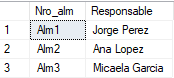 Nro_alm Responsable
1 Alm1 Jorge Perez
2 Alm2 Ana Lopez
3 Alm3 Micaela Garcia